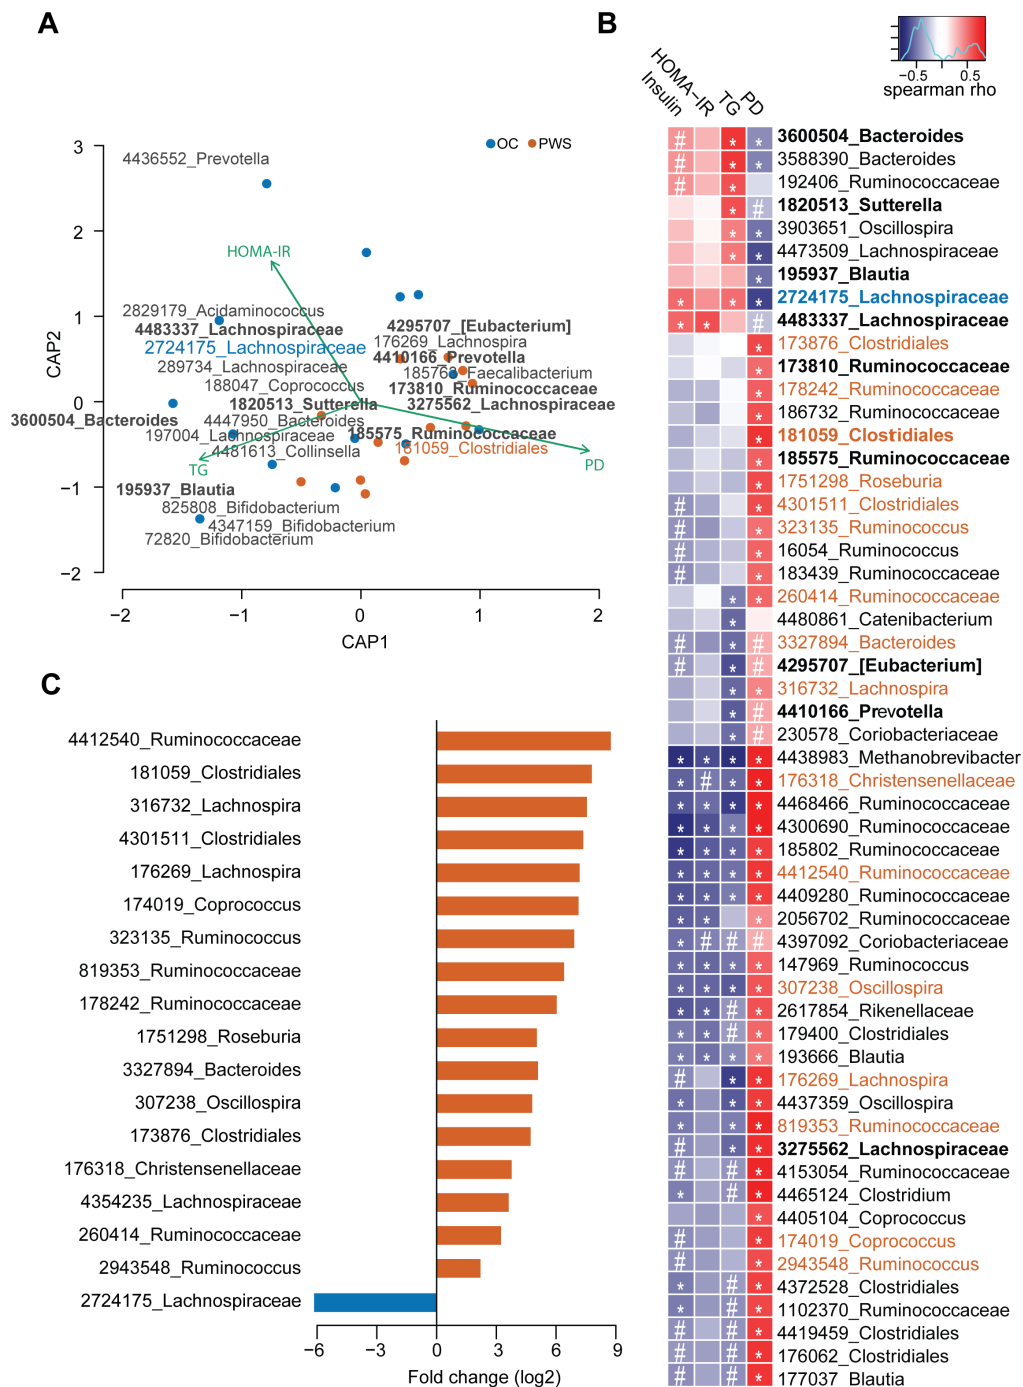 A
3
2
1
0
−1
−2
CAP2
−2
−1
0
1
2
CAP1
OC
PWS
4436552_Prevotella
HOMA-IR
2829179_Acidaminococcus
4483337_Lachnospiraceae
2724175_Lachnospiraceae
289734_Lachnospiraceae
188047_Coprococcus
1820513_Sutterella
3600504_Bacteroides
4447950_Bacteroides
197004_Lachnospiraceae
4481613_Collinsella
TG
195937_Blautia
825808_Bifidobacterium
4347159_Bifidobacterium
72820_Bifidobacterium
4295707_[Eubacterium]
176269_Lachnospira
4410166_Prevotella
185763_Faecalibacterium
173810_Ruminococcaceae
3275562_Lachnospiraceae
185575_Ruminococcaceae
181059_Clostridiales
PD
B
−0.5
0.5
spearman rho
Insulin
HOMA−IR
TG
PD
3600504_Bacteroides
3588390_Bacteroides
192406_Ruminococcaceae
1820513_Sutterella
3903651_Oscillospira
4473509_Lachnospiraceae
195937_Blautia
2724175_Lachnospiraceae
4483337_Lachnospiraceae
173876_Clostridiales
173810_Ruminococcaceae
178242_Ruminococcaceae
186732_Ruminococcaceae
181059_Clostridiales
185575_Ruminococcaceae
1751298_Roseburia
4301511_Clostridiales
323135_Ruminococcus
16054_Ruminococcus
183439_Ruminococcaceae
260414_Ruminococcaceae
4480861_Catenibacterium
3327894_Bacteroides
4295707_[Eubacterium]
316732_Lachnospira
4410166_Prevotella
230578_Coriobacteriaceae
4438983_Methanobrevibacter
176318_Christensenellaceae
4468466_Ruminococcaceae
4300690_Ruminococcaceae
185802_Ruminococcaceae
4412540_Ruminococcaceae
4409280_Ruminococcaceae
2056702_Ruminococcaceae
4397092_Coriobacteriaceae
147969_Ruminococcus
307238_Oscillospira
2617854_Rikenellaceae
179400_Clostridiales
193666_Blautia
176269_Lachnospira
4437359_Oscillospira
819353_Ruminococcaceae
3275562_Lachnospiraceae
4153054_Ruminococcaceae
4465124_Clostridium
4405104_Coprococcus
174019_Coprococcus
2943548_Ruminococcus
4372528_Clostridiales
1102370_Ruminococcaceae
4419459_Clostridiales
176062_Clostridiales
177037_Blautia
C
4412540_Ruminococcaceae
181059_Clostridiales
316732_Lachnospira
4301511_Clostridiales
176269_Lachnospira
174019_Coprococcus
323135_Ruminococcus
819353_Ruminococcaceae
178242_Ruminococcaceae
1751298_Roseburia
3327894_Bacteroides
307238_Oscillospira
173876_Clostridiales
176318_Christensenellaceae
4354235_Lachnospiraceae
260414_Ruminococcaceae
2943548_Ruminococcus
2724175_Lachnospiraceae
−6
−3
0
3
6
9
Fold change (log2)